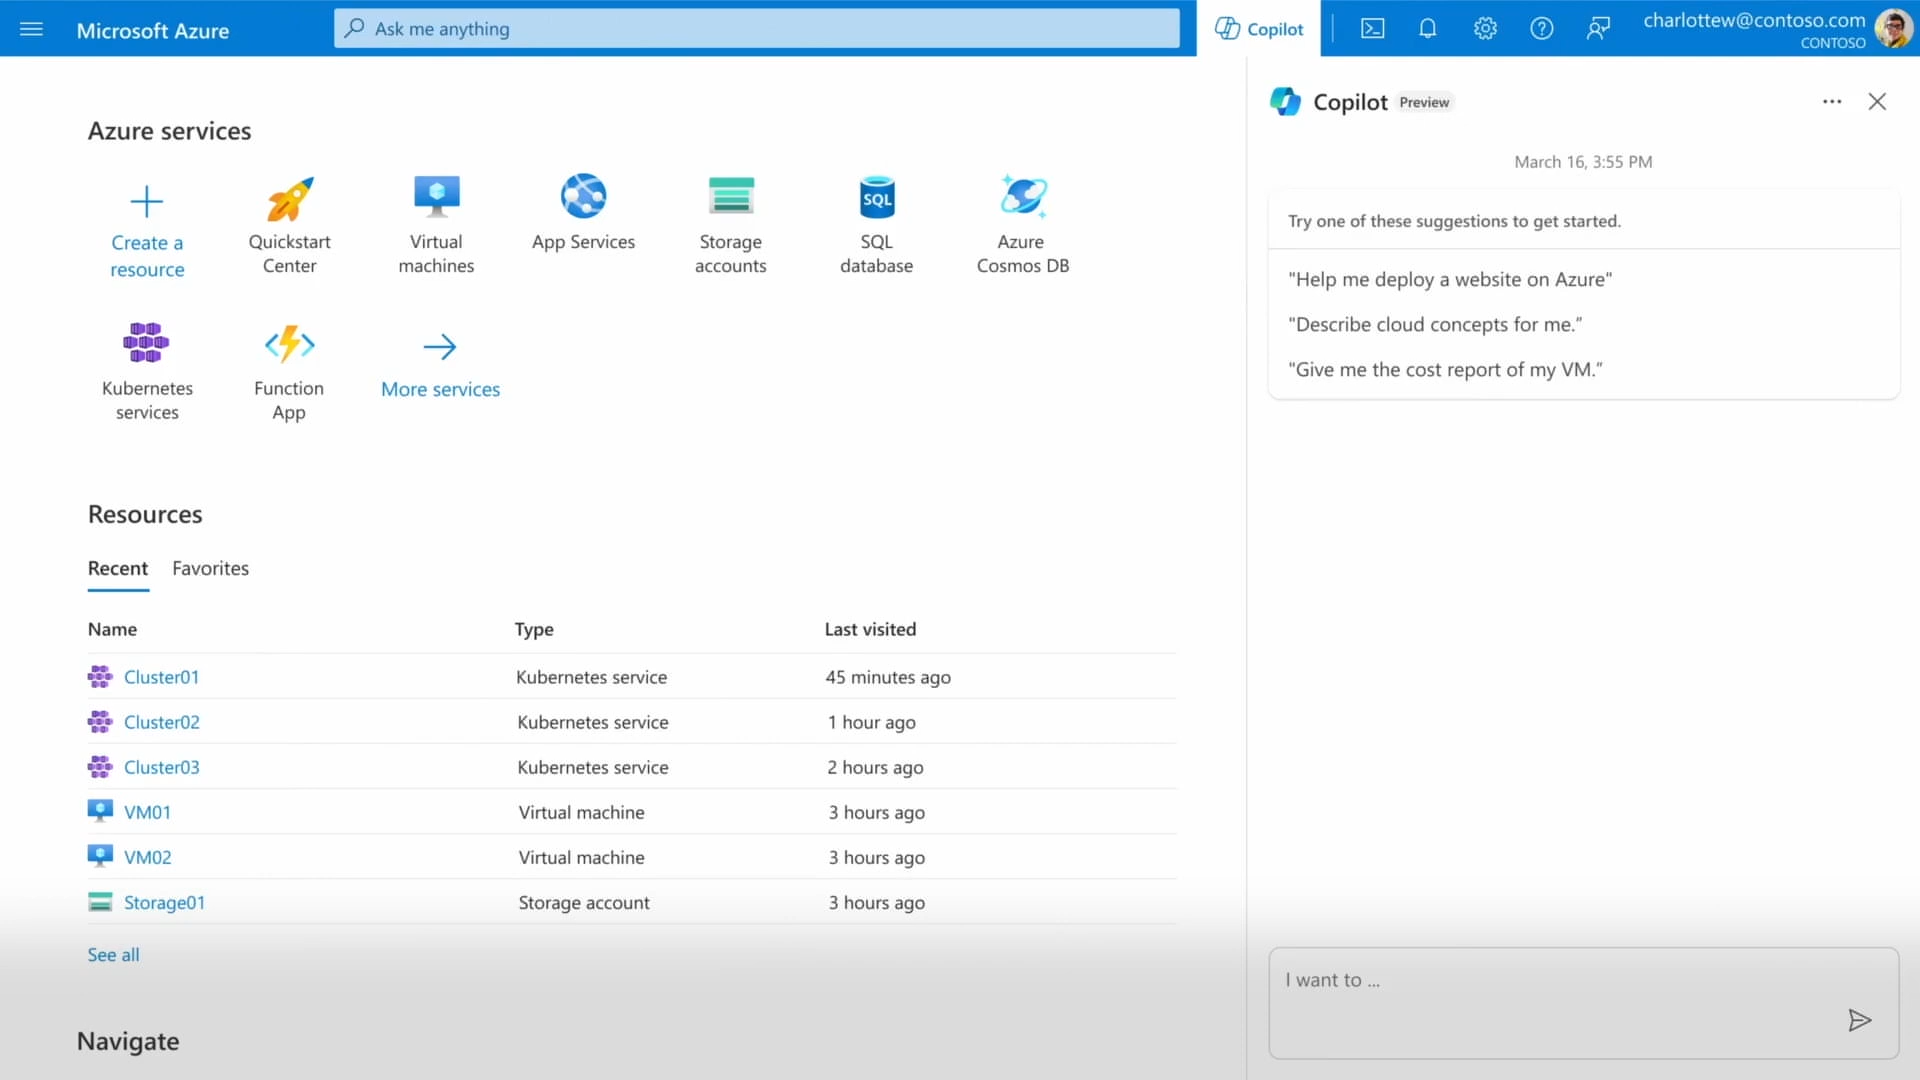 Microsoft Azure
Ask me anything
Copilot
charlottew@contoso.com
CONTOSO
Azure services
Create a
resource
Quickstart
Center
Virtual
machines
App Services
Storage
accounts
SQL
SQL
database
Azure
Cosmos DB
Kubernetes
services
Function
App
More services
Resources
Recent Favorites
Name Type Last visited
Cluster01 Kubernetes service 45 minutes ago
Cluster02 Kubernetes service 1 hour ago
Cluster03 Kubernetes service 2 hours ago
VM01 Virtual machine 3 hours ago
VM02 Virtual machine 3 hours ago
Storage01 Storage account 3 hours ago
See all
Navigate
Copilot Preview
March 16, 3:55 PM
Try one of these suggestions to get started.
"Help me deploy a website on Azure"
"Describe cloud concepts for me.”
"Give me the cost report of my VM.”
I want to ...